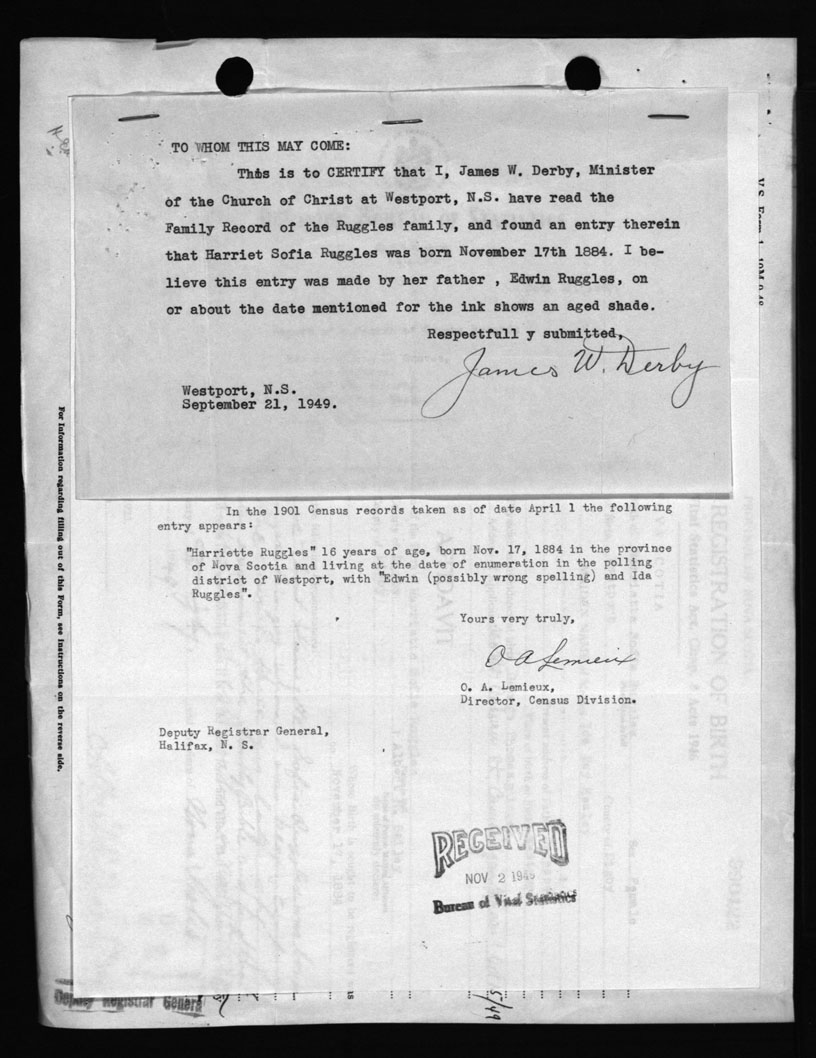 TO WHOM THIS MAY COME:
This is to CERTIFY that I, James W. Derby, Minister
of the Church of Christ at Westport, N.S. have read the
Family Record of the Ruggles family, and found an entry therein
that Harriet Sofia Ruggles was born November 17th 1884. I be-
lieve this entry was made by her father , Edwin Ruggles, on
or about the date mentioned for the ink shows an aged shade.
Respectfull y submitted,
James W. Derby
Westport, N.S.
September 21, 1949.
In the 1901 Census records taken as of date April 1 the following
entry appears:
"Harriette Ruggles" 16 years of age, born Nov. 17, 1884 in the province
of Nova Scotia and living at the date of enumeration in the polling
district of Westport, with "Edwin (possibly wrong spelling) and Ida
Ruggles".
Yours very truly,
O A Lemieux
O. A. Lemieux,
Director, Census Division.
Deputy Registrar General,
Halifax, N. S.
RECEIVED
NOV 2 1949
Bureau of Vital Statistics
For Information regarding filling out of this Form, see Instructions on the reverse side.
REGISTRATION OF BIRTH
November 17, 1884
Deputy Registrar General
5/49